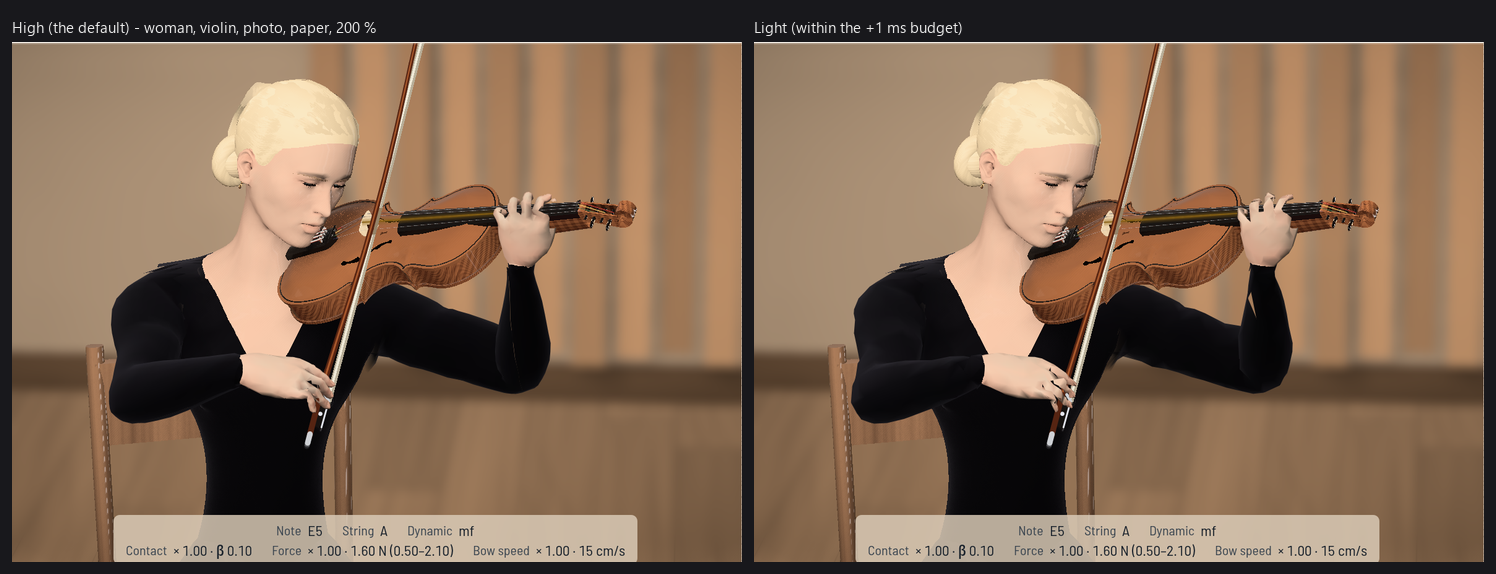 High (the default) - woman, violin, photo, paper, 200 %
Light (within the +1 ms budget)
Note E5 String A Dynamic mf
Contact × 1.00 · β 0.10 Force × 1.00 · 1.60 N (0.50–2.10) Bow speed × 1.00 · 15 cm/s
Note E5 String A Dynamic mf
Contact × 1.00 · β 0.10 Force × 1.00 · 1.60 N (0.50–2.10) Bow speed × 1.00 · 15 cm/s